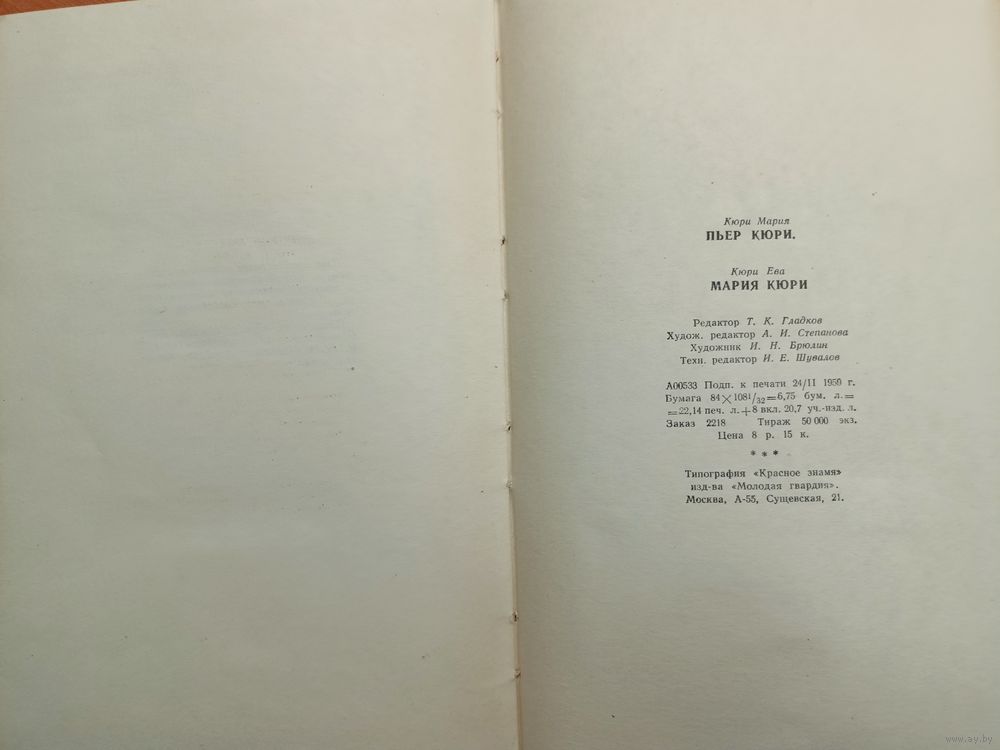 Кюри Мария
ПЬЕР КЮРИ.
Кюри Ева
МАРИЯ КЮРИ
Редактор Т. К. Гладков
Худож. редактор А. И. Степанова
Художник И. Н. Брюлин
Техн. редактор И. Е. Шувалов
А00533 Подп. к печати 24/II 1959 г.
Бумага 84×108¹/₃₂=6,75 бум. л.=
=22,14 печ. л.+8 вкл. 20,7 уч.-изд. л.
Заказ 2218 Тираж 50 000 экз.
Цена 8 р. 15 к.
* * *
Типография «Красное знамя»
изд-ва «Молодая гвардия».
Москва, А-55, Сущевская, 21.
www.ay.by